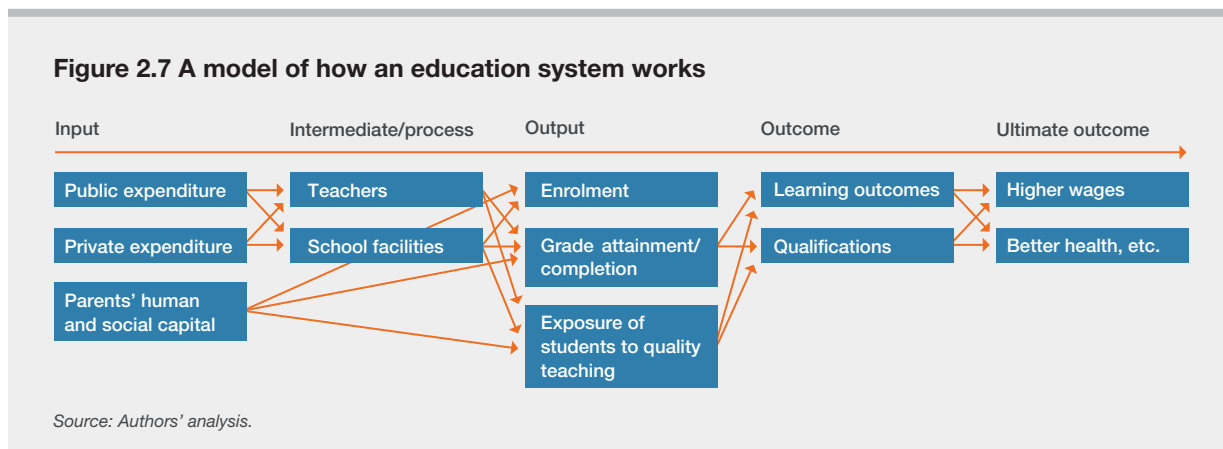 Figure 2.7 A model of how an education system works
Input
Intermediate/process
Output
Outcome
Ultimate outcome
Public expenditure
Teachers
Enrolment
Learning outcomes
Higher wages
Private expenditure
School facilities
Grade attainment/
completion
Qualifications
Better health, etc.
Parents’ human
and social capital
Exposure of
students to quality
teaching
Source: Authors’ analysis.